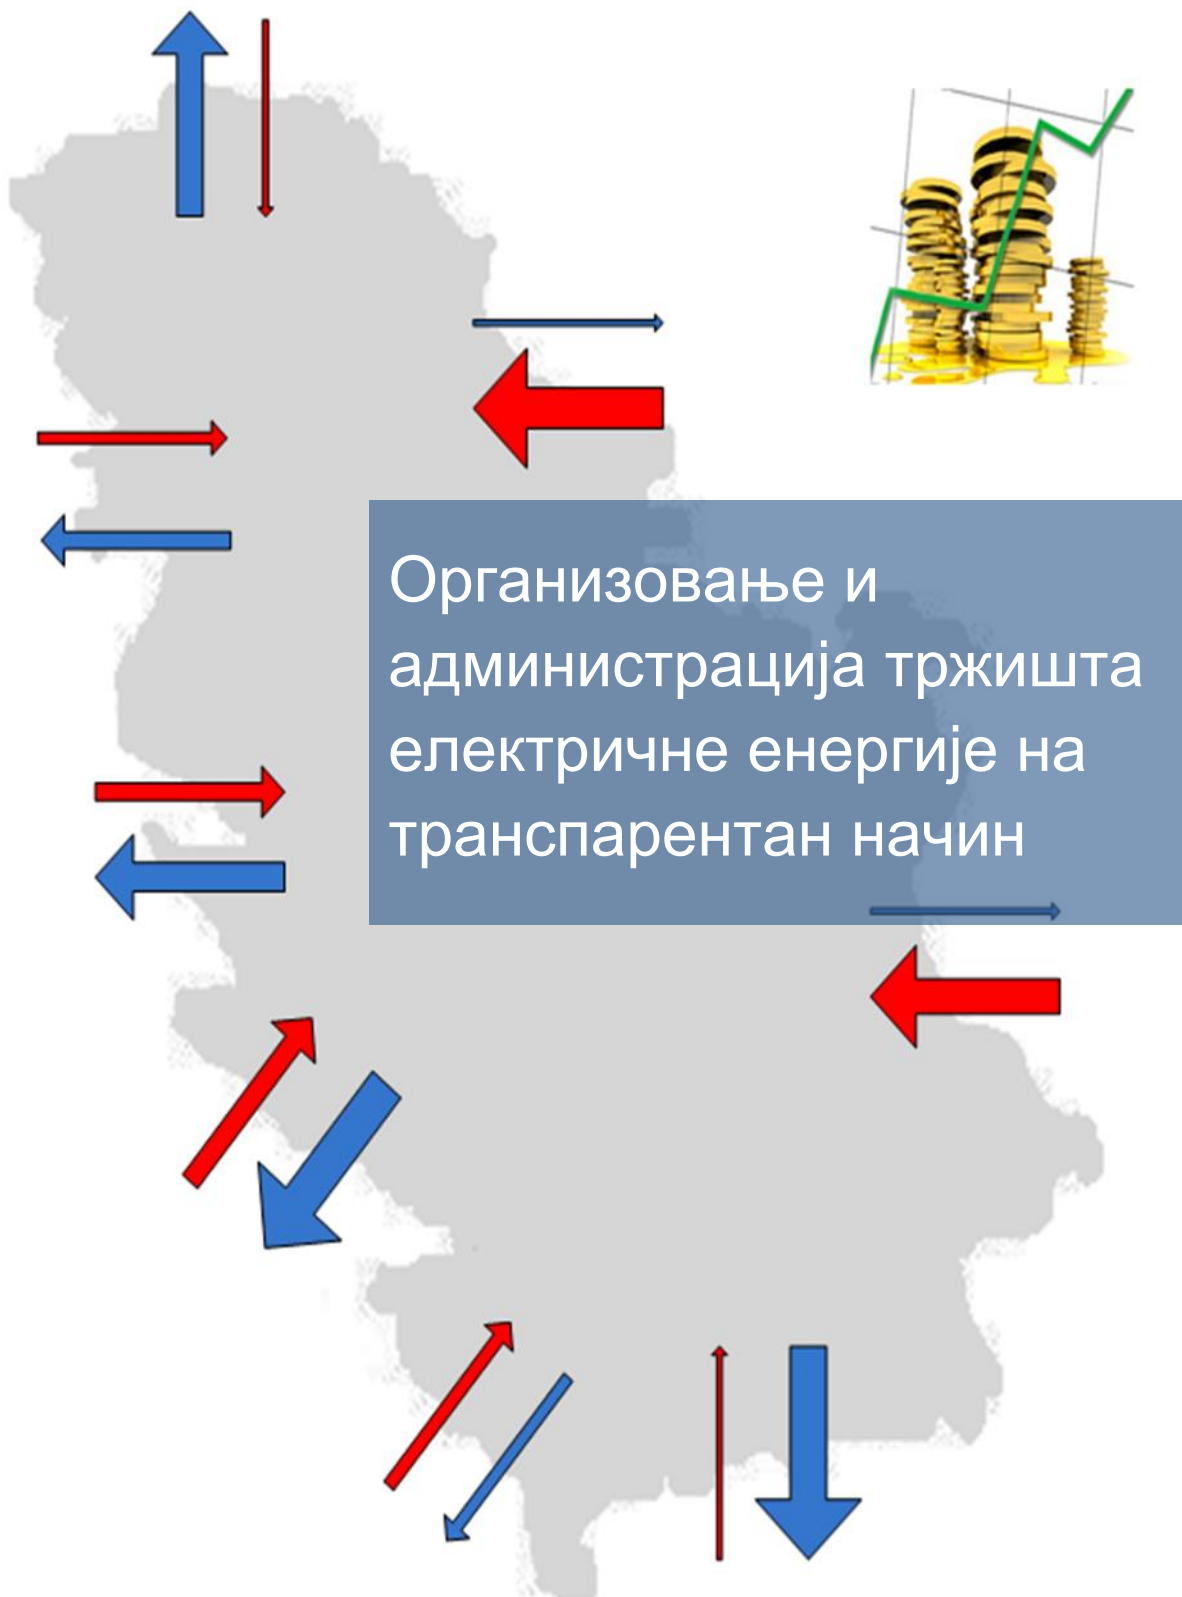 Организовање и
администрација тржишта
електричне енергије на
транспарентан начин